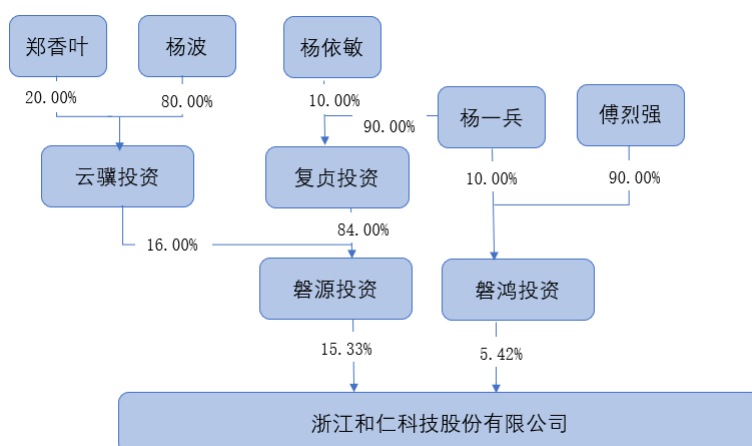 郑香叶
杨波
杨依敏
20.00%
80.00%
10.00%
90.00%
杨一兵
傅烈强
云骥投资
复贞投资
10.00%
90.00%
16.00%
84.00%
磐源投资
磐鸿投资
15.33%
5.42%
浙江和仁科技股份有限公司